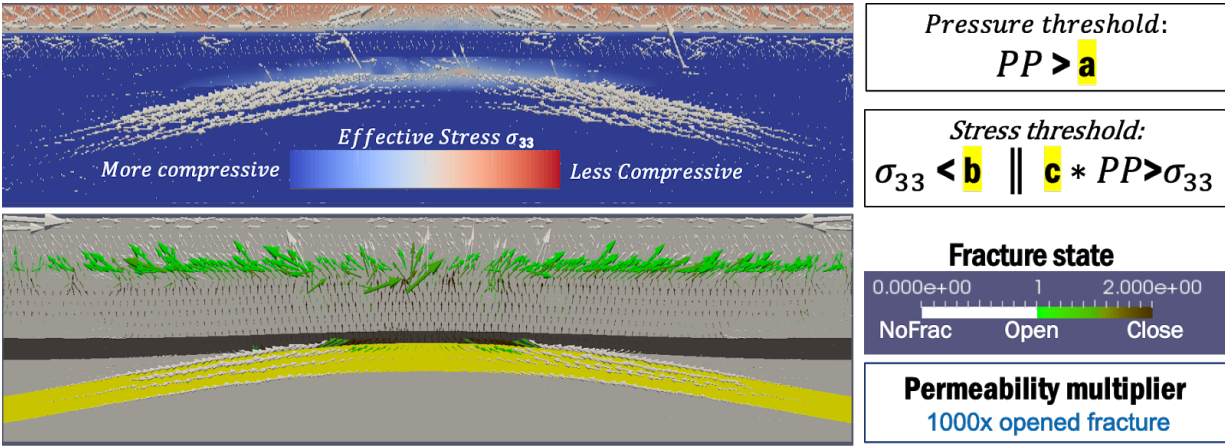 Effective Stress σ₃₃
More compressive
Less Compressive
Pressure threshold:
PP > a
Stress threshold:
σ₃₃ < b ‖ c * PP>σ₃₃
Fracture state
0.000e+00 1 2.000e+00
NoFrac Open Close
Permeability multiplier
1000x opened fracture